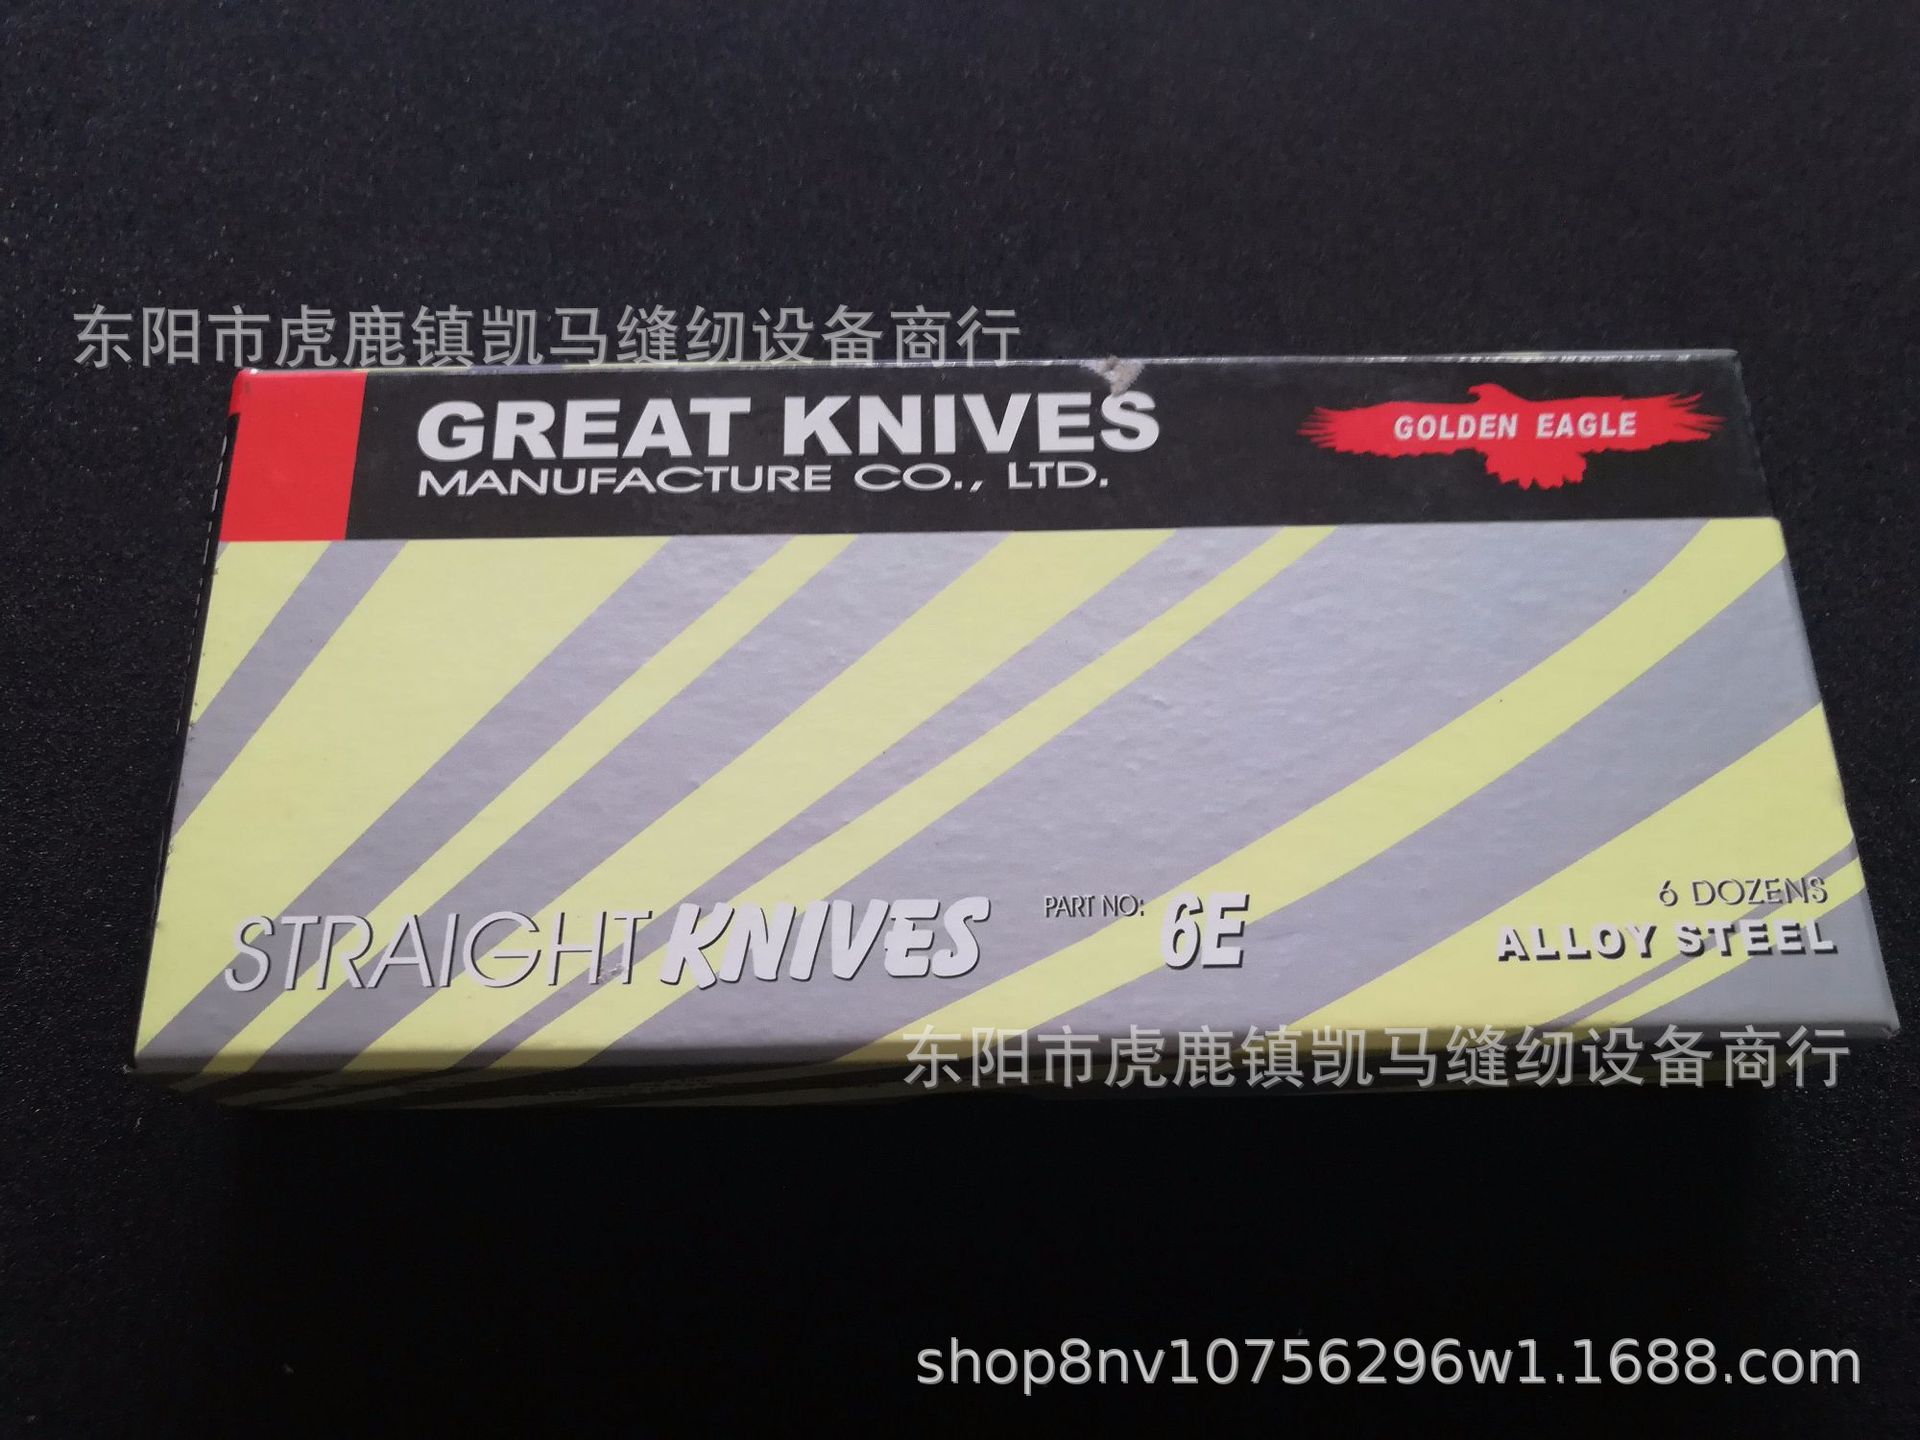 东阳市虎鹿镇凯马缝纫设备商行
GREAT KNIVES
MANUFACTURE CO., LTD.
GOLDEN EAGLE
STRAIGHT KNIVES
PART NO: 6E
6 DOZENS
ALLOY STEEL
东阳市虎鹿镇凯马缝纫设备商行
shop8nv10756296w1.1688.com